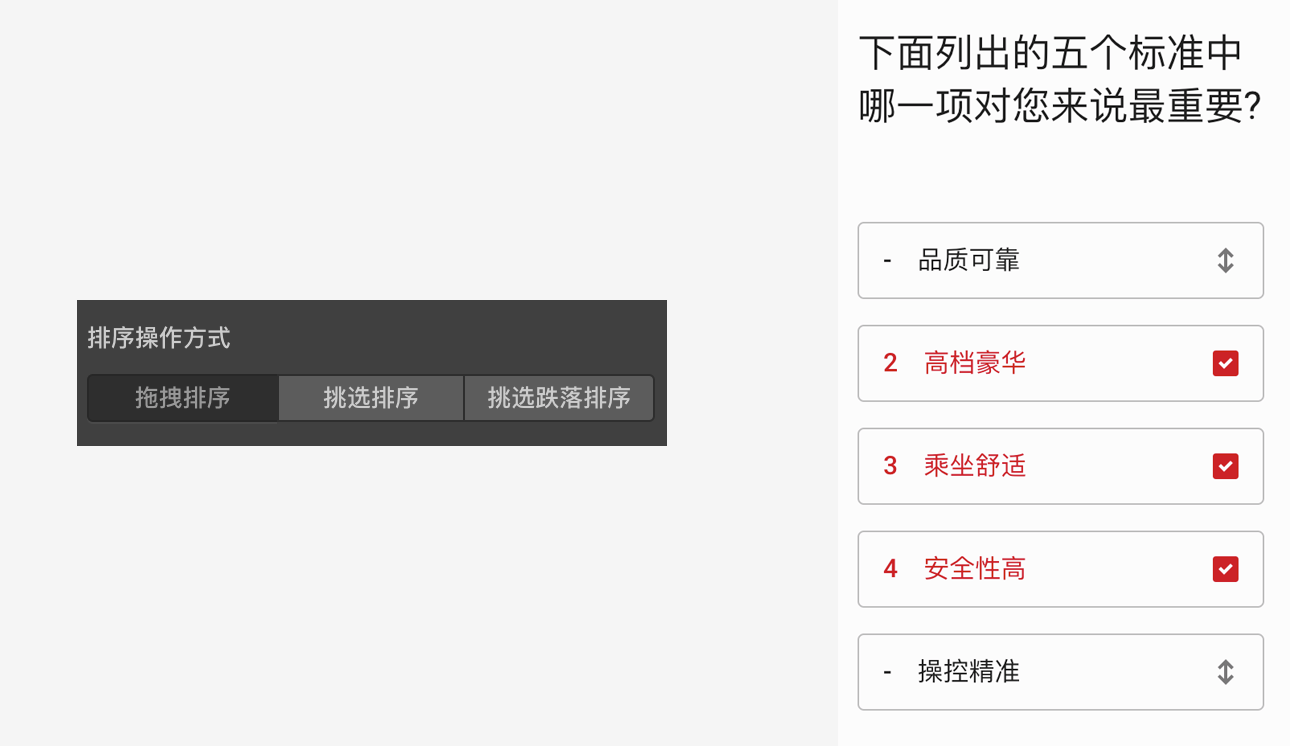 排序操作方式
拖拽排序 挑选排序 挑选跌落排序
下面列出的五个标准中
哪一项对您来说最重要?
- 品质可靠
2 高档豪华
3 乘坐舒适
4 安全性高
- 操控精准